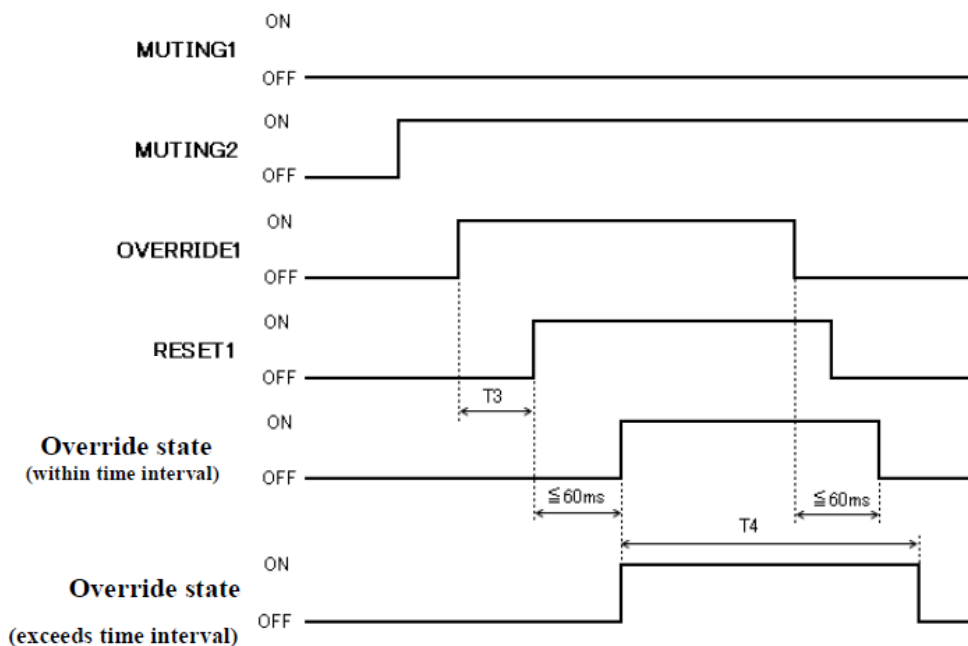 ON
MUTING1
OFF
ON
MUTING2
OFF
ON
OVERRIDE1
OFF
ON
RESET1
OFF
T3
ON
Override state
(within time interval)
OFF
≦60ms
≦60ms
T4
ON
Override state
OFF
(exceeds time interval)